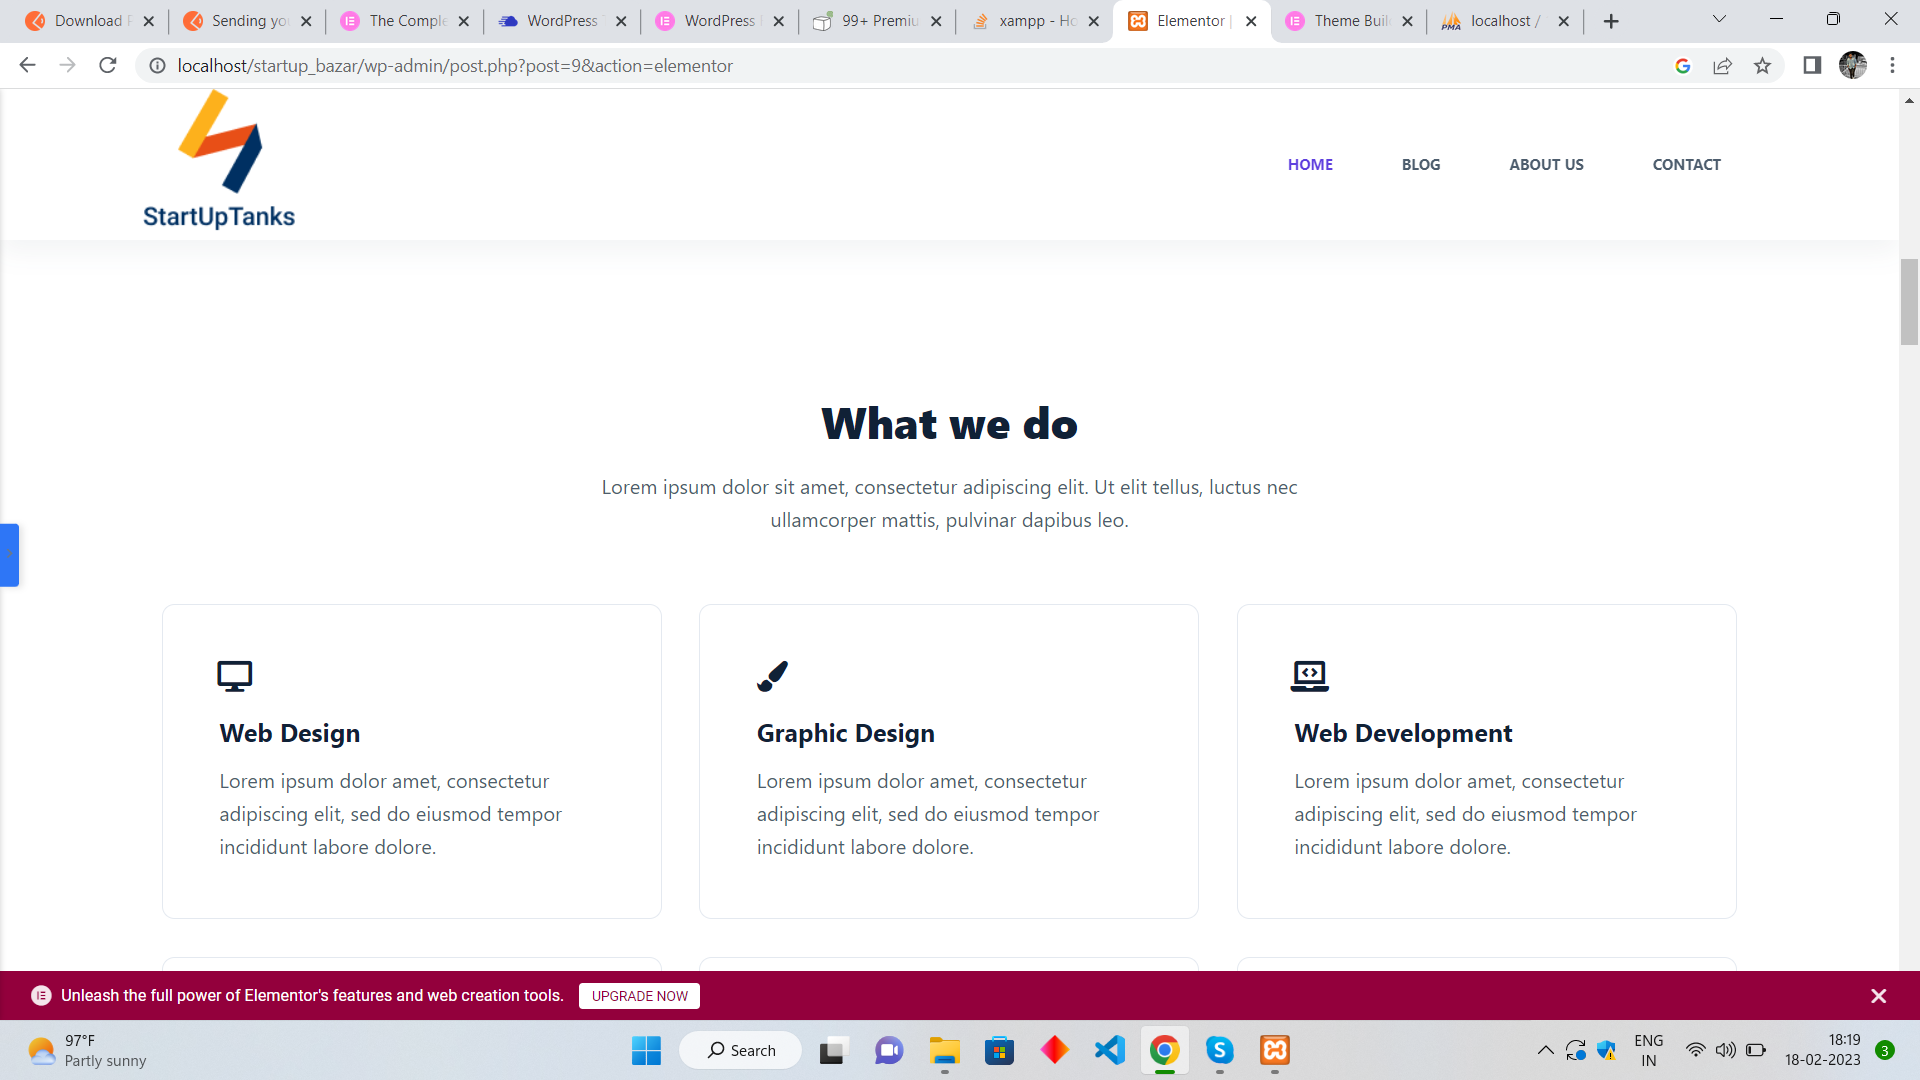 Download
Sending yo
The Comple
WordPress
WordPress
99+ Premiu
xampp - Ho
Elementor |
Theme Buil
localhost /
localhost/startup_bazar/wp-admin/post.php?post=9&action=elementor
StartUpTanks
HOME
BLOG
ABOUT US
CONTACT
What we do
Lorem ipsum dolor sit amet, consectetur adipiscing elit. Ut elit tellus, luctus nec
ullamcorper mattis, pulvinar dapibus leo.
Web Design
Lorem ipsum dolor amet, consectetur
adipiscing elit, sed do eiusmod tempor
incididunt labore dolore.
Graphic Design
Lorem ipsum dolor amet, consectetur
adipiscing elit, sed do eiusmod tempor
incididunt labore dolore.
Web Development
Lorem ipsum dolor amet, consectetur
adipiscing elit, sed do eiusmod tempor
incididunt labore dolore.
Unleash the full power of Elementor's features and web creation tools.
UPGRADE NOW
97°F
Partly sunny
Search
ENG
IN
18:19
18-02-2023
3